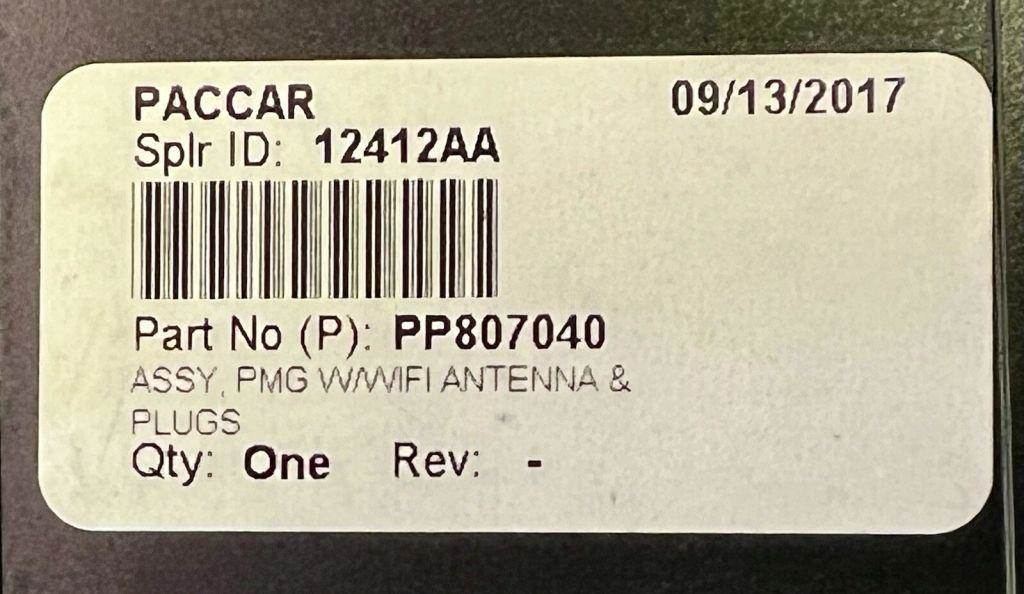 PACCAR 09/13/2017
Splr ID: 12412AA
Part No (P): PP807040
ASSY, PMG W/WIFI ANTENNA &
PLUGS
Qty: One Rev: -